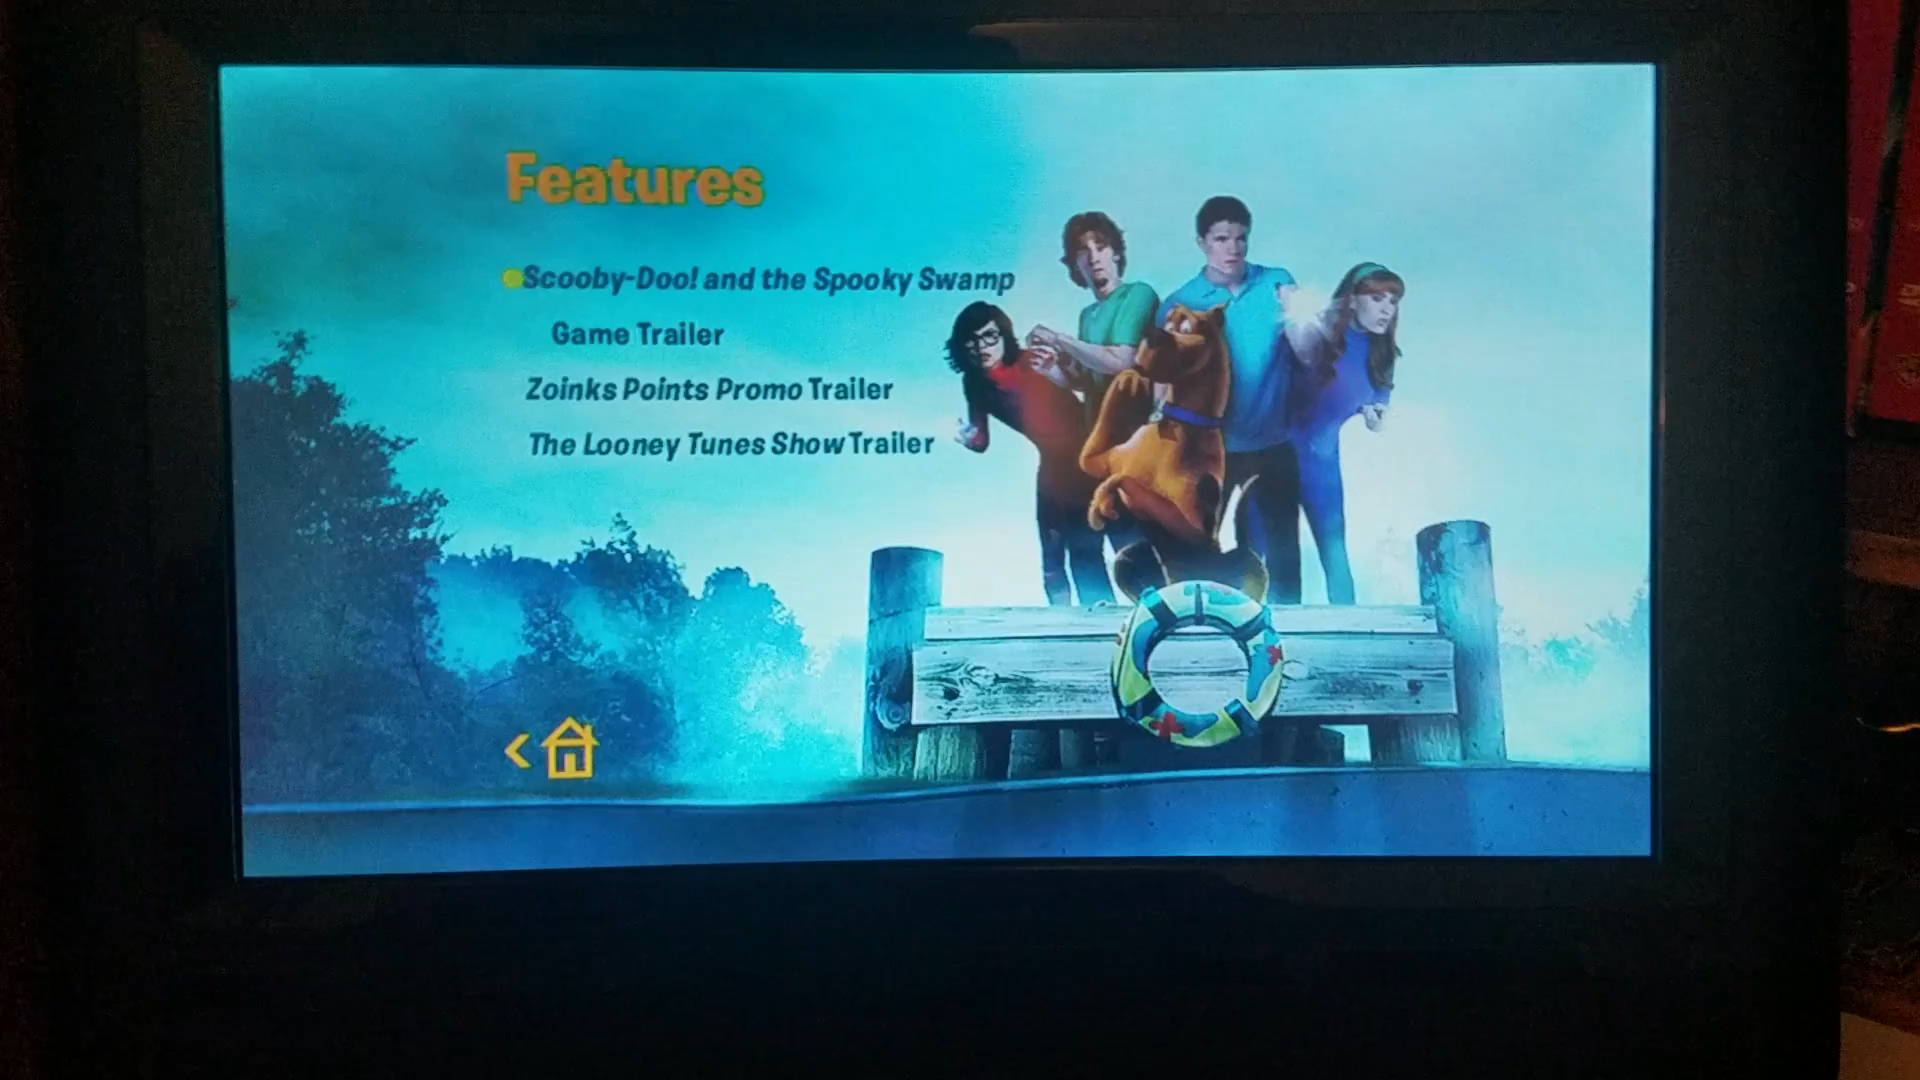 Features
Scooby-Doo! and the Spooky Swamp
Game Trailer
Zoinks Points Promo Trailer
The Looney Tunes Show Trailer